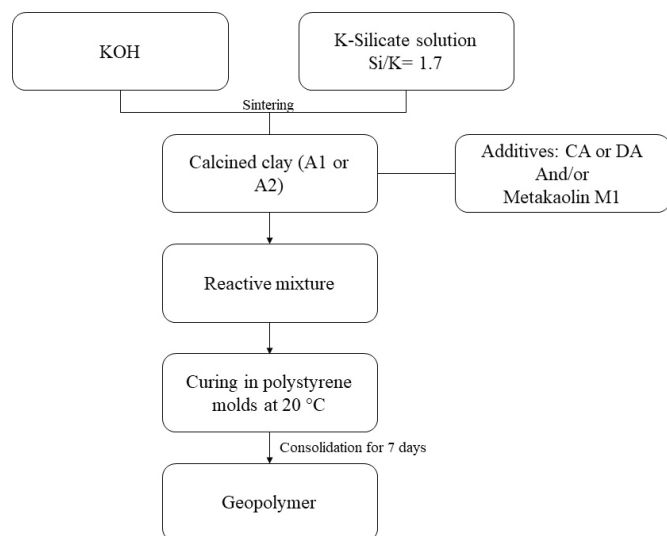 KOH
K-Silicate solution
Si/K= 1.7
Sintering
Calcined clay (A1 or
A2)
Additives: CA or DA
And/or
Metakaolin M1
Reactive mixture
Curing in polystyrene
molds at 20 °C
Consolidation for 7 days
Geopolymer